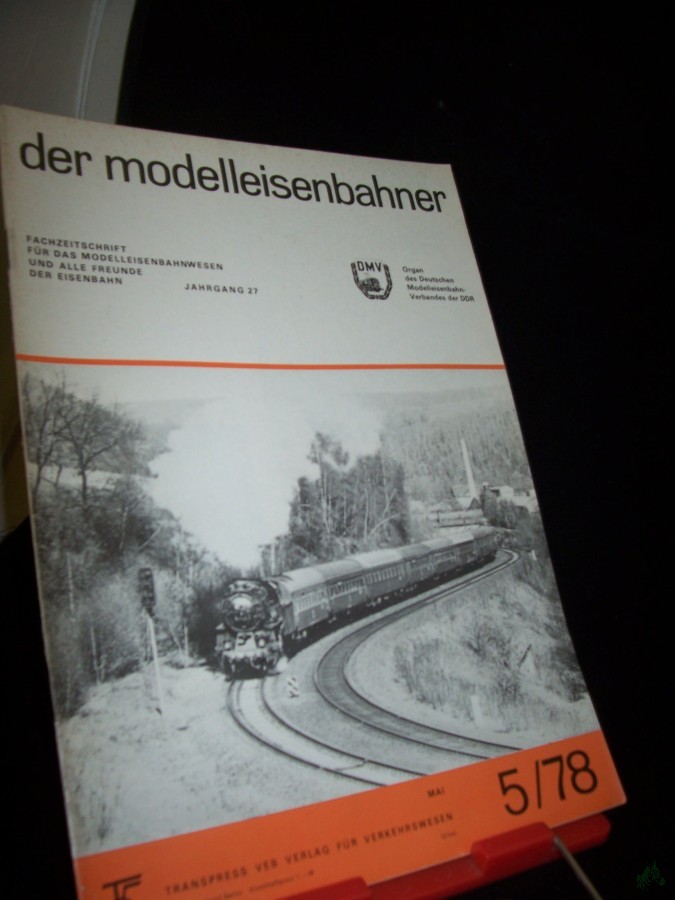 der modelleisenbahner
FACHZEITSCHRIFT
FÜR DAS MODELLEISENBAHNWESEN
UND ALLE FREUNDE
DER EISENBAHN
JAHRGANG 27
DMV
Organ
des Deutschen
Modelleisenbahn-
Verbandes der DDR
MAI
5/78
TRANSPRESS VEB VERLAG FÜR VERKEHRSWESEN